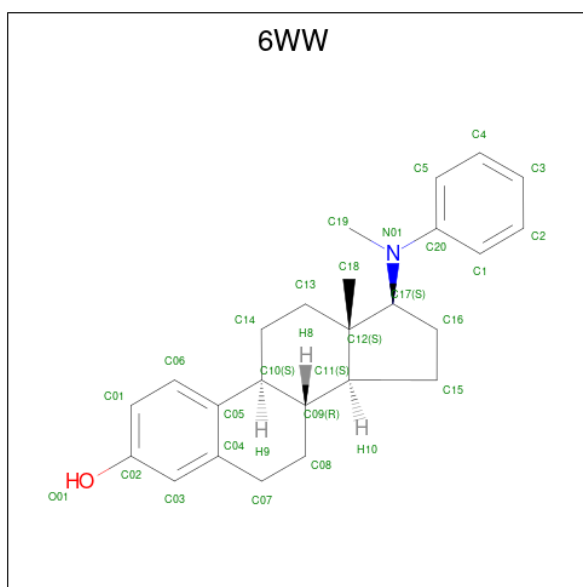 6WW
C4
C5
C3
C19
N01
C20
C2
C18
C1
C13
C17(S)
C14
C16
H8
C12(S)
C06
C10(S)
C11(S)
C01
C15
C05
C09(R)
H9
H10
C04
C08
C02
HO
O01
C03
C07
N
H
H
H